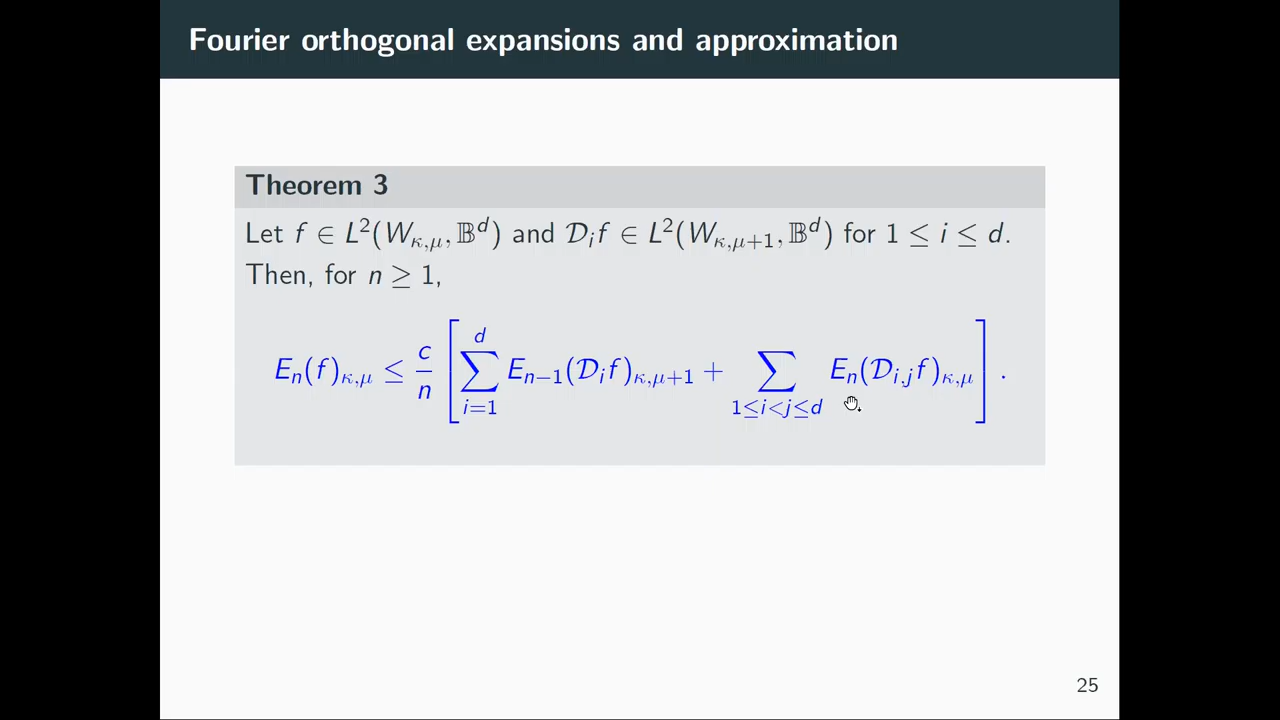 Fourier orthogonal expansions and approximation
Theorem 3
Let f ∈ L²(W_{κ,μ}, 𝔹^d) and 𝒟_i f ∈ L²(W_{κ,μ+1}, 𝔹^d) for 1 ≤ i ≤ d.
Then, for n ≥ 1,
E_n(f)_{κ,μ} ≤ c/n [ ∑_{i=1}^{d} E_{n−1}(𝒟_i f)_{κ,μ+1} + ∑_{1≤i<j≤d} E_n(𝒟_{i,j} f)_{κ,μ} ] .
25